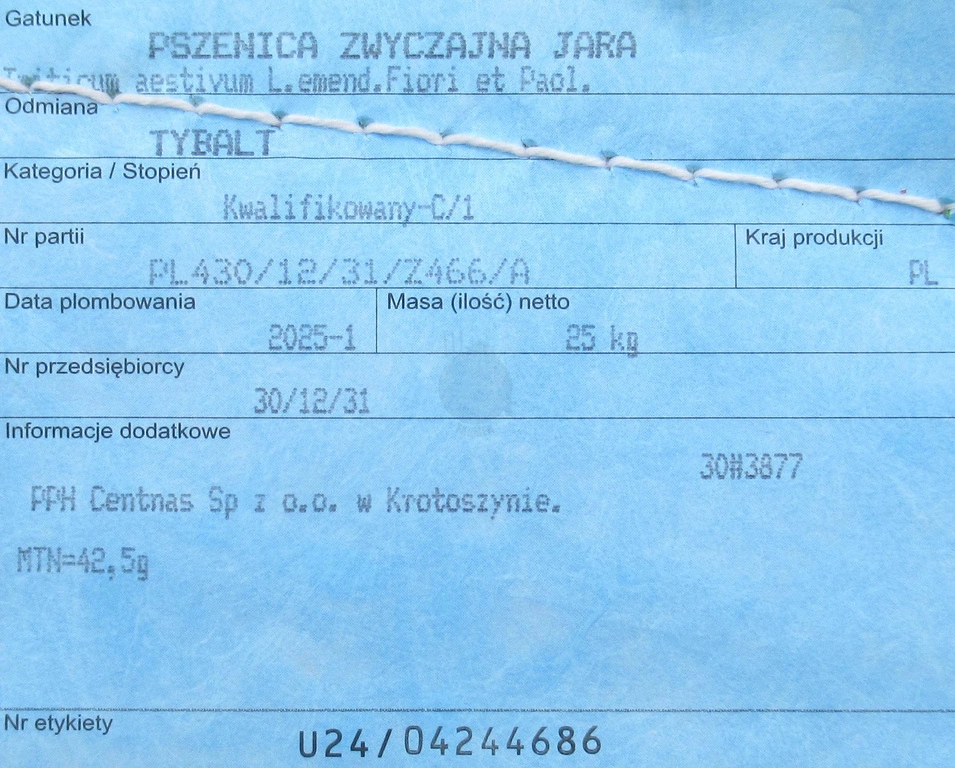 Gatunek
PSZENICA ZWYCZAJNA JARA
Triticum aestivum L.emend.Fiori et Paol.
Odmiana
TYBALT
Kategoria / Stopień
Kwalifikowany-C/1
Nr partii
Kraj produkcji
PL430/12/31/Z466/A
PL
Data plombowania
Masa (ilość) netto
2025-1
25 kg
Nr przedsiębiorcy
30/12/31
Informacje dodatkowe
30#3877
PPH Centnas Sp z o.o. w Krotoszynie.
MTN=42,5g
Nr etykiety
U24/04244686